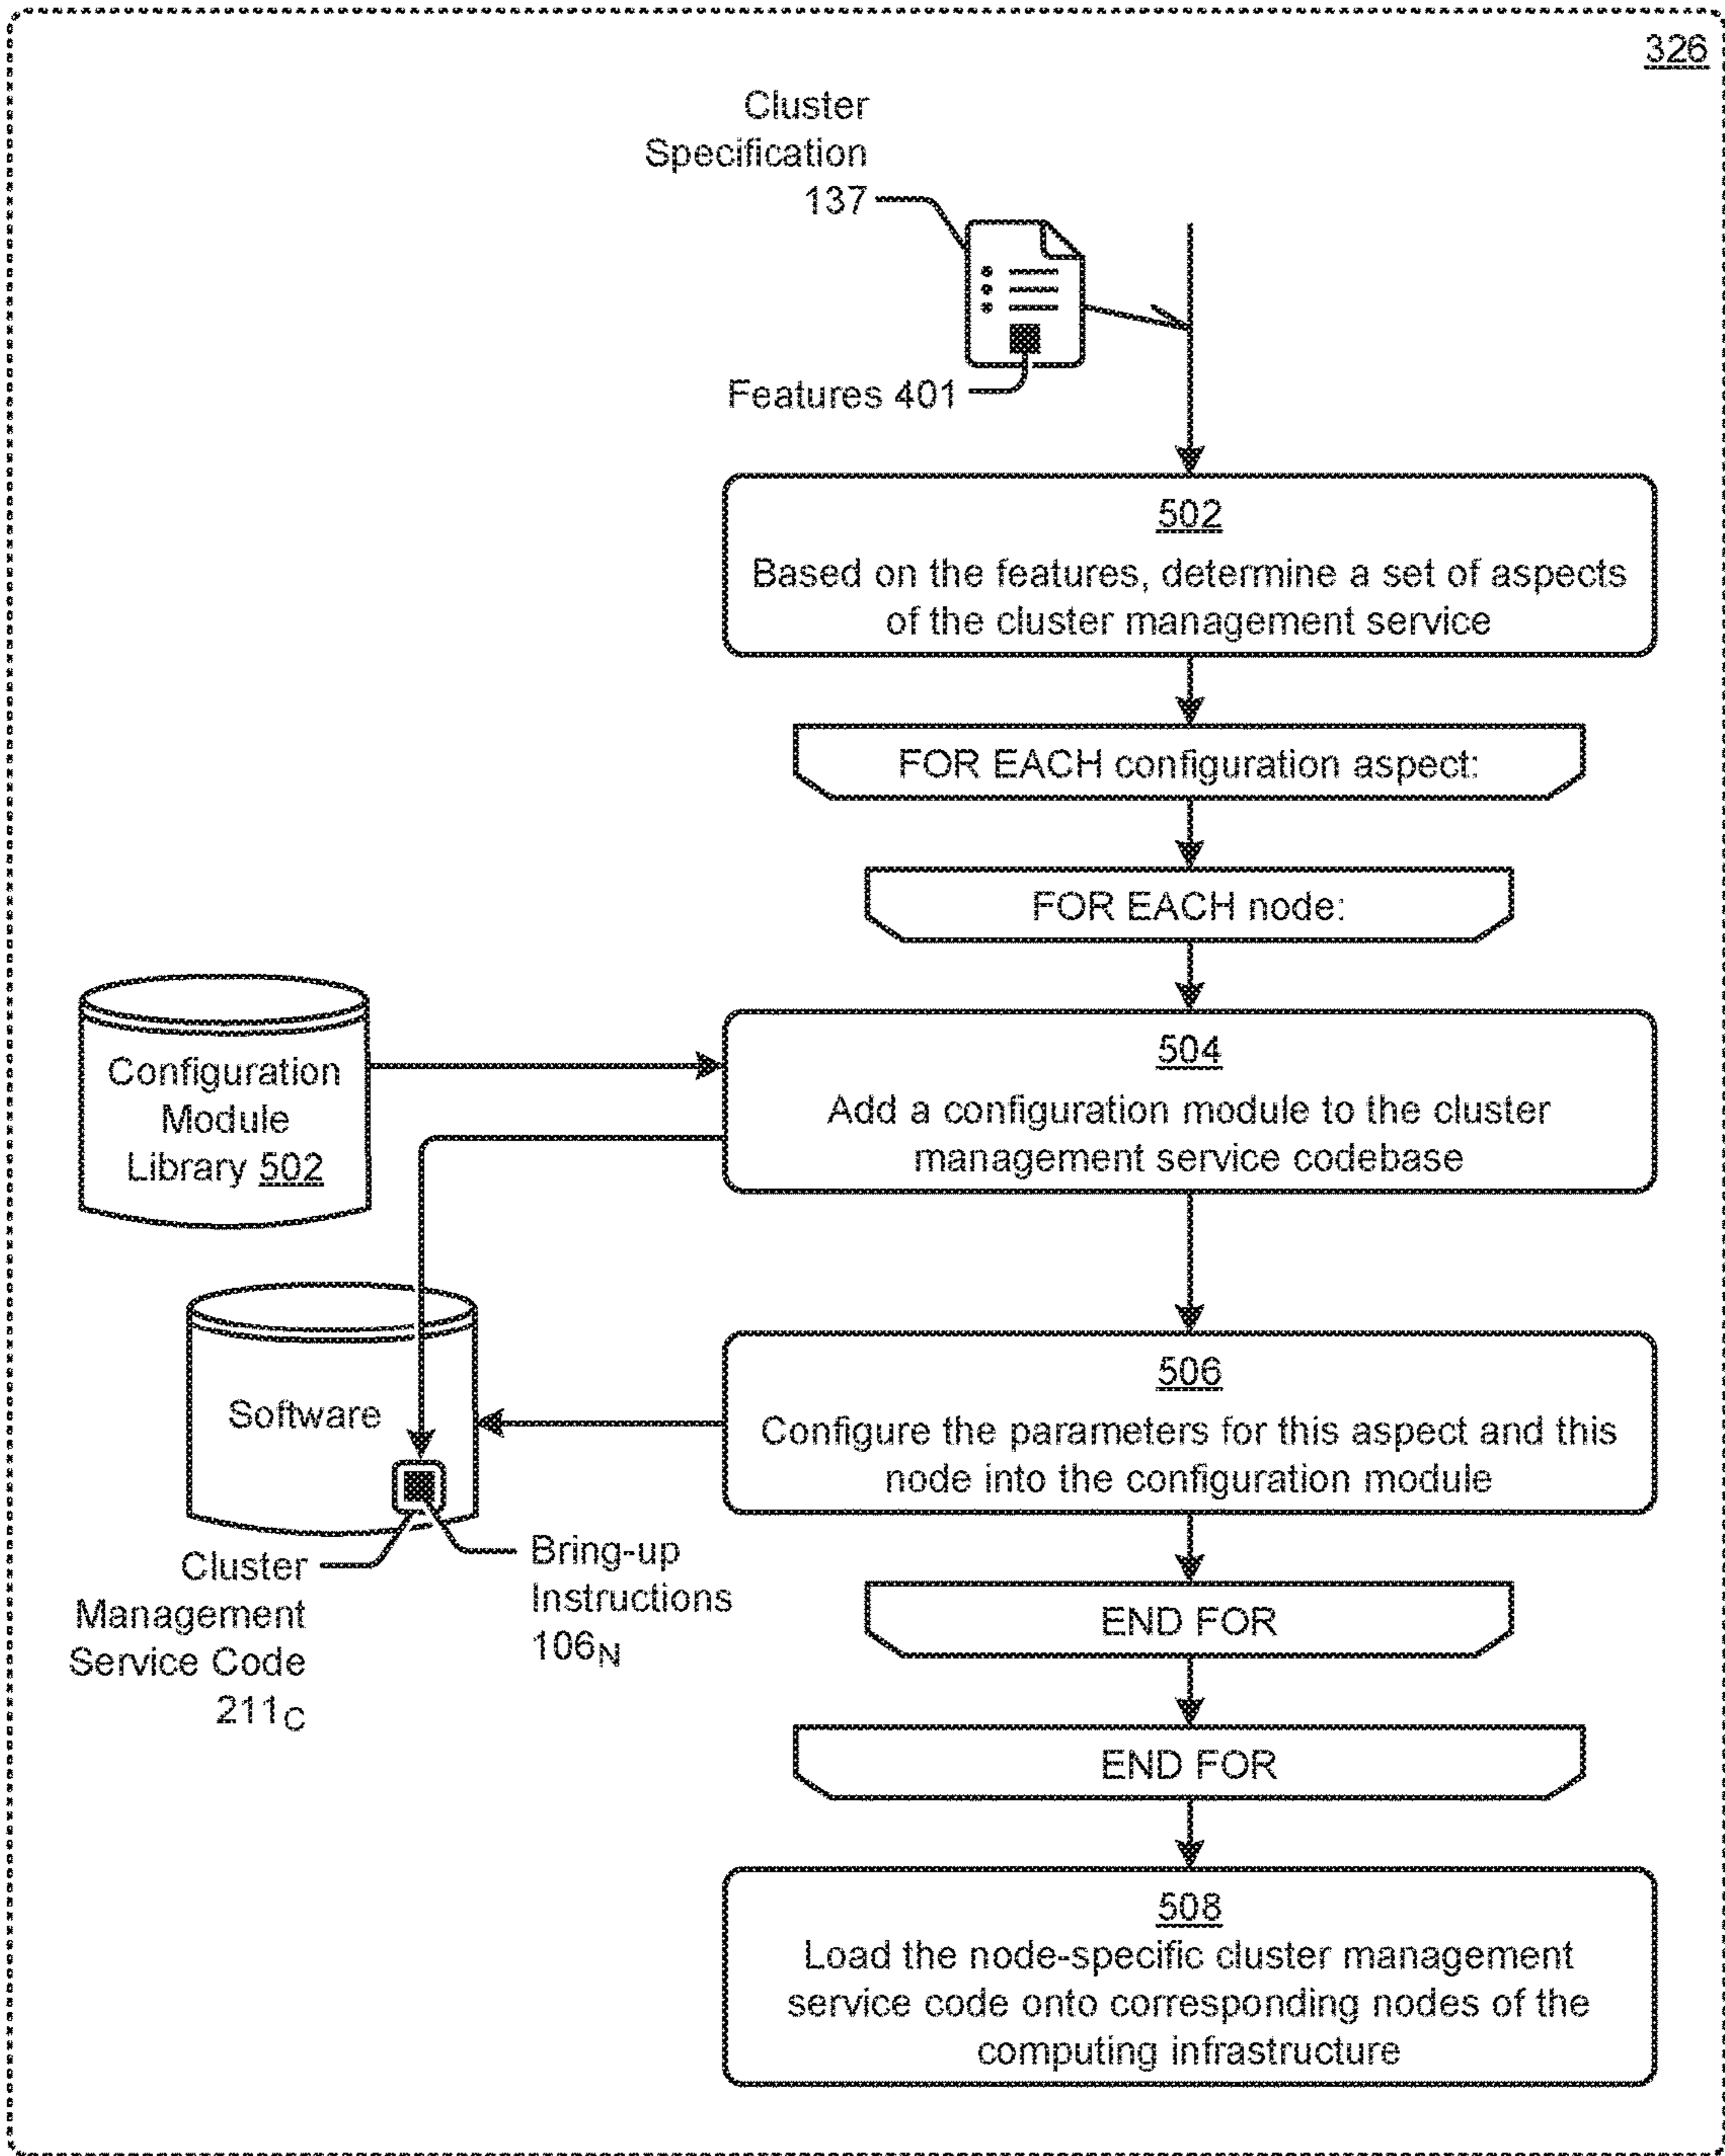 326
Cluster
Specification
137
Features 401
502
Based on the features, determine a set of aspects
of the cluster management service
FOR EACH configuration aspect:
FOR EACH node:
Configuration
Module
Library 502
504
Add a configuration module to the cluster
management service codebase
Software
506
Configure the parameters for this aspect and this
node into the configuration module
Cluster
Management
Service Code
211C
Bring-up
Instructions
106N
END FOR
END FOR
508
Load the node-specific cluster management
service code onto corresponding nodes of the
computing infrastructure